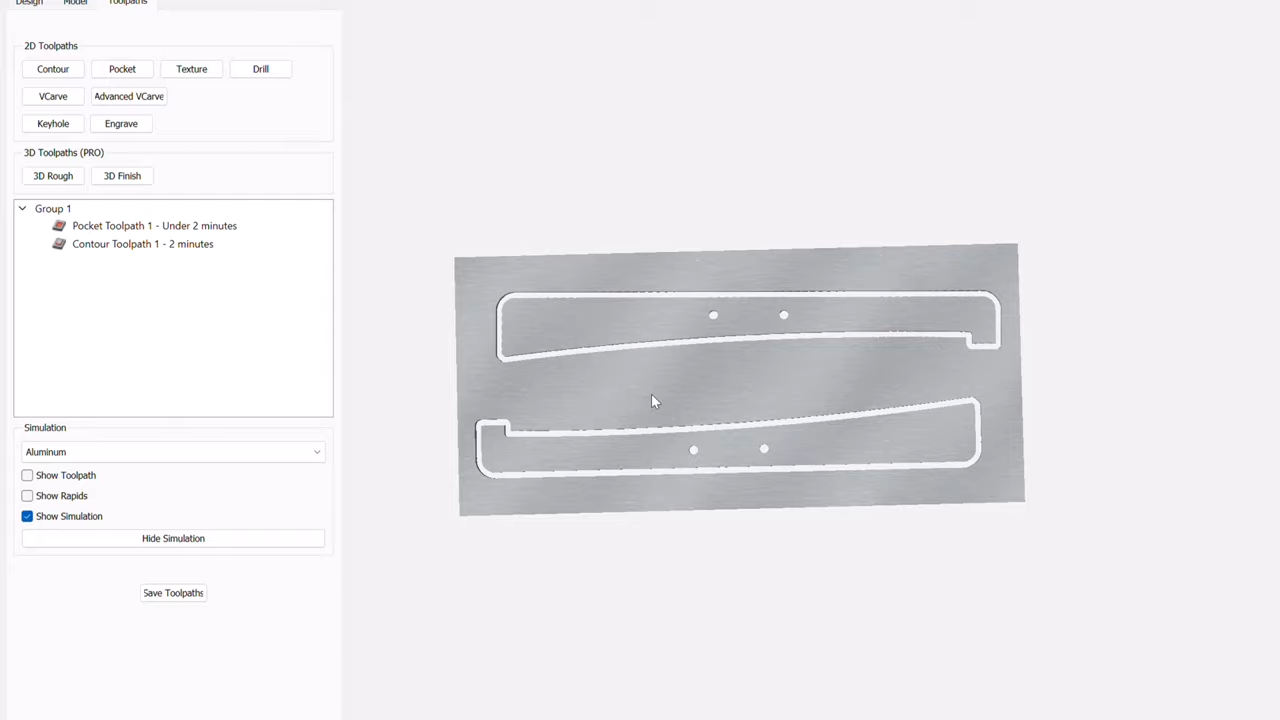 Design Model Toolpaths
2D Toolpaths
Contour Pocket Texture Drill
VCarve Advanced VCarve
Keyhole Engrave
3D Toolpaths (PRO)
3D Rough 3D Finish
Group 1
Pocket Toolpath 1 - Under 2 minutes
Contour Toolpath 1 - 2 minutes
Simulation
Aluminum
Show Toolpath
Show Rapids
Show Simulation
Hide Simulation
Save Toolpaths